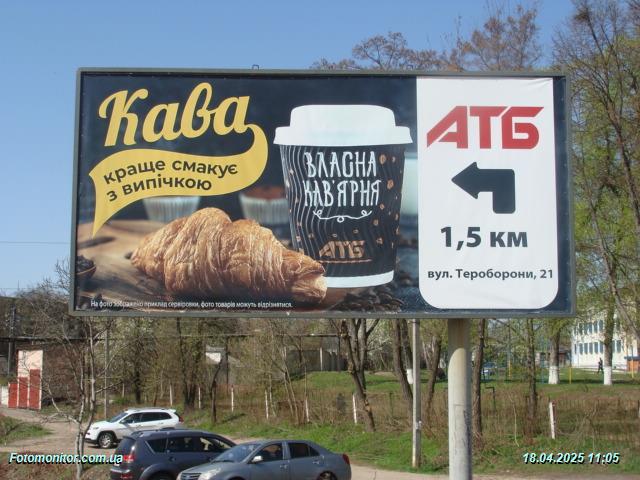 Кава
краще смакує
з випічкою
ВЛАСНА
КАВ'ЯРНЯ
АТБ
На фото зображено приклад сервіровки, фото товарів можуть відрізнятися.
АТБ
1,5 км
вул. Тероборони, 21
Fotomonitor.com.ua
18.04.2025 11:05